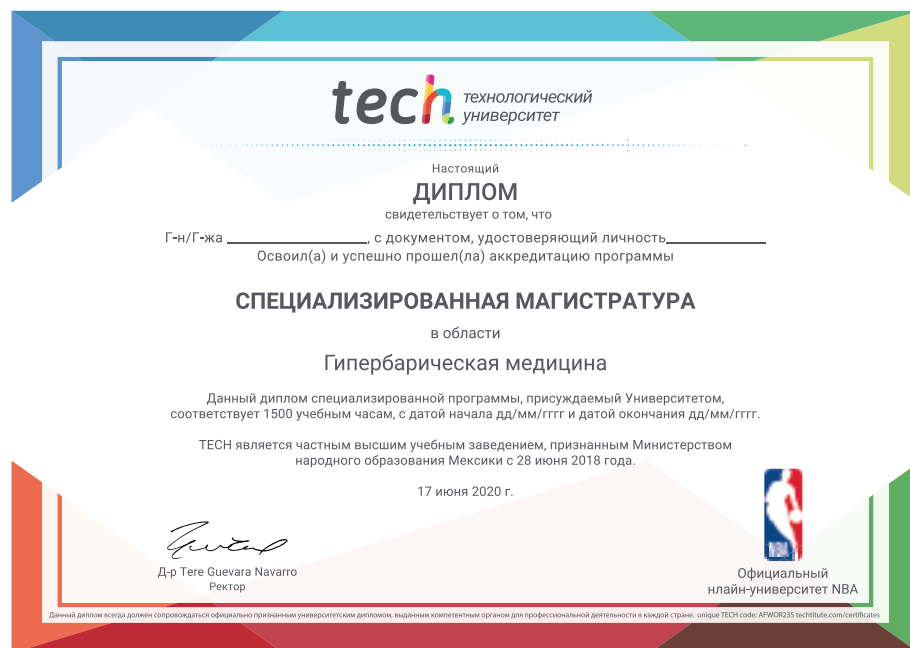 tech технологический
университет
Настоящий
ДИПЛОМ
свидетельствует о том, что
Г-н/Г-жа ____________________, с документом, удостоверяющий личность______________
Освоил(а) и успешно прошел(ла) аккредитацию программы
СПЕЦИАЛИЗИРОВАННАЯ МАГИСТРАТУРА
в области
Гипербарическая медицина
Данный диплом специализированной программы, присуждаемый Университетом,
соответствует 1500 учебным часам, с датой начала дд/мм/гггг и датой окончания дд/мм/гггг.
TECH является частным высшим учебным заведением, признанным Министерством
народного образования Мексики с 28 июня 2018 года.
17 июня 2020 г.
NBA
Д-р Tere Guevara Navarro
Ректор
Официальный
нлайн-университет NBA
Данный диплом всегда должен сопровождаться официально признанным университетским дипломом, выданным компетентным органом для профессиональной деятельности в каждой стране. unique TECH code: AFWOR23S techtitute.com/certificates